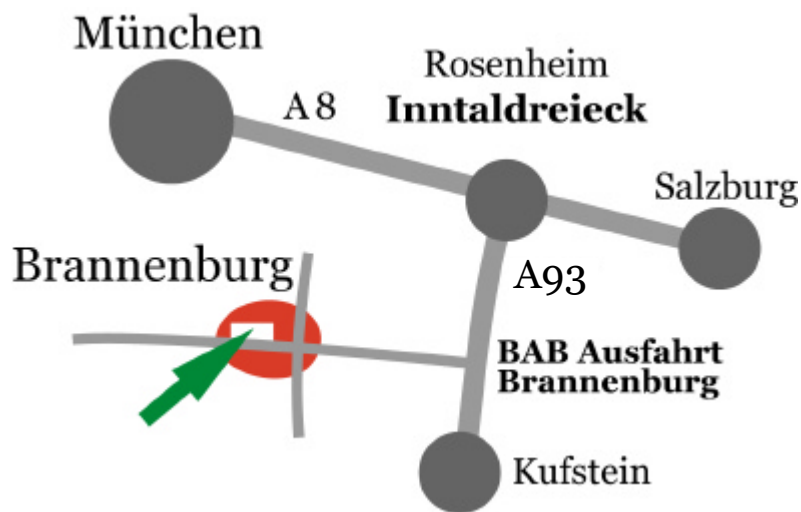 München
Rosenheim
A 8
Inntaldreieck
Salzburg
Brannenburg
A93
BAB Ausfahrt
Brannenburg
Kufstein